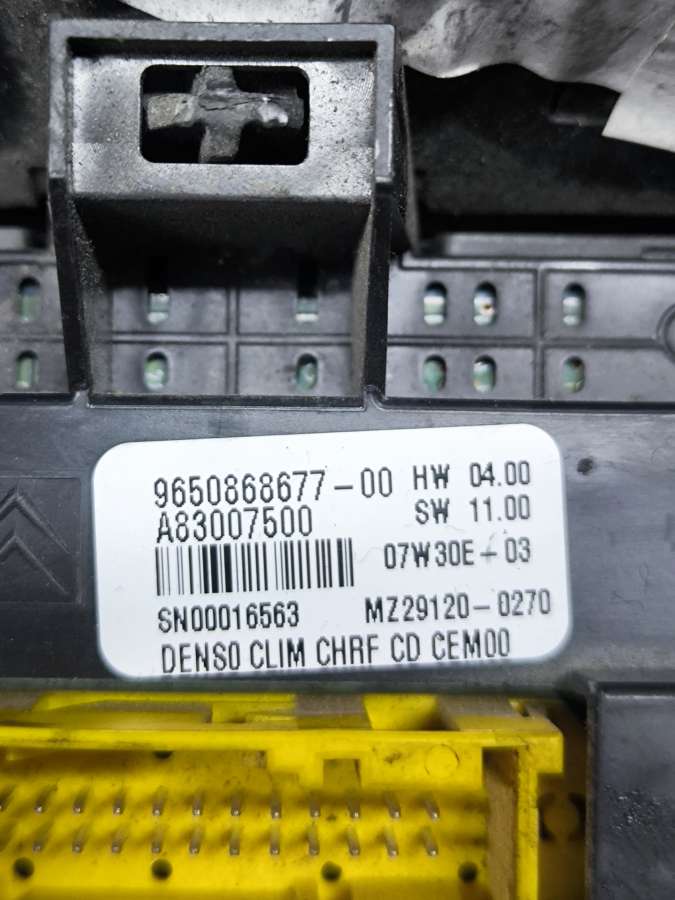 9650868677-00 HW 04.00
A83007500 SW 11.00
07W30E-03
SN00016563 MZ29120-0270
DENSO CLIM CHRF CD CEM00